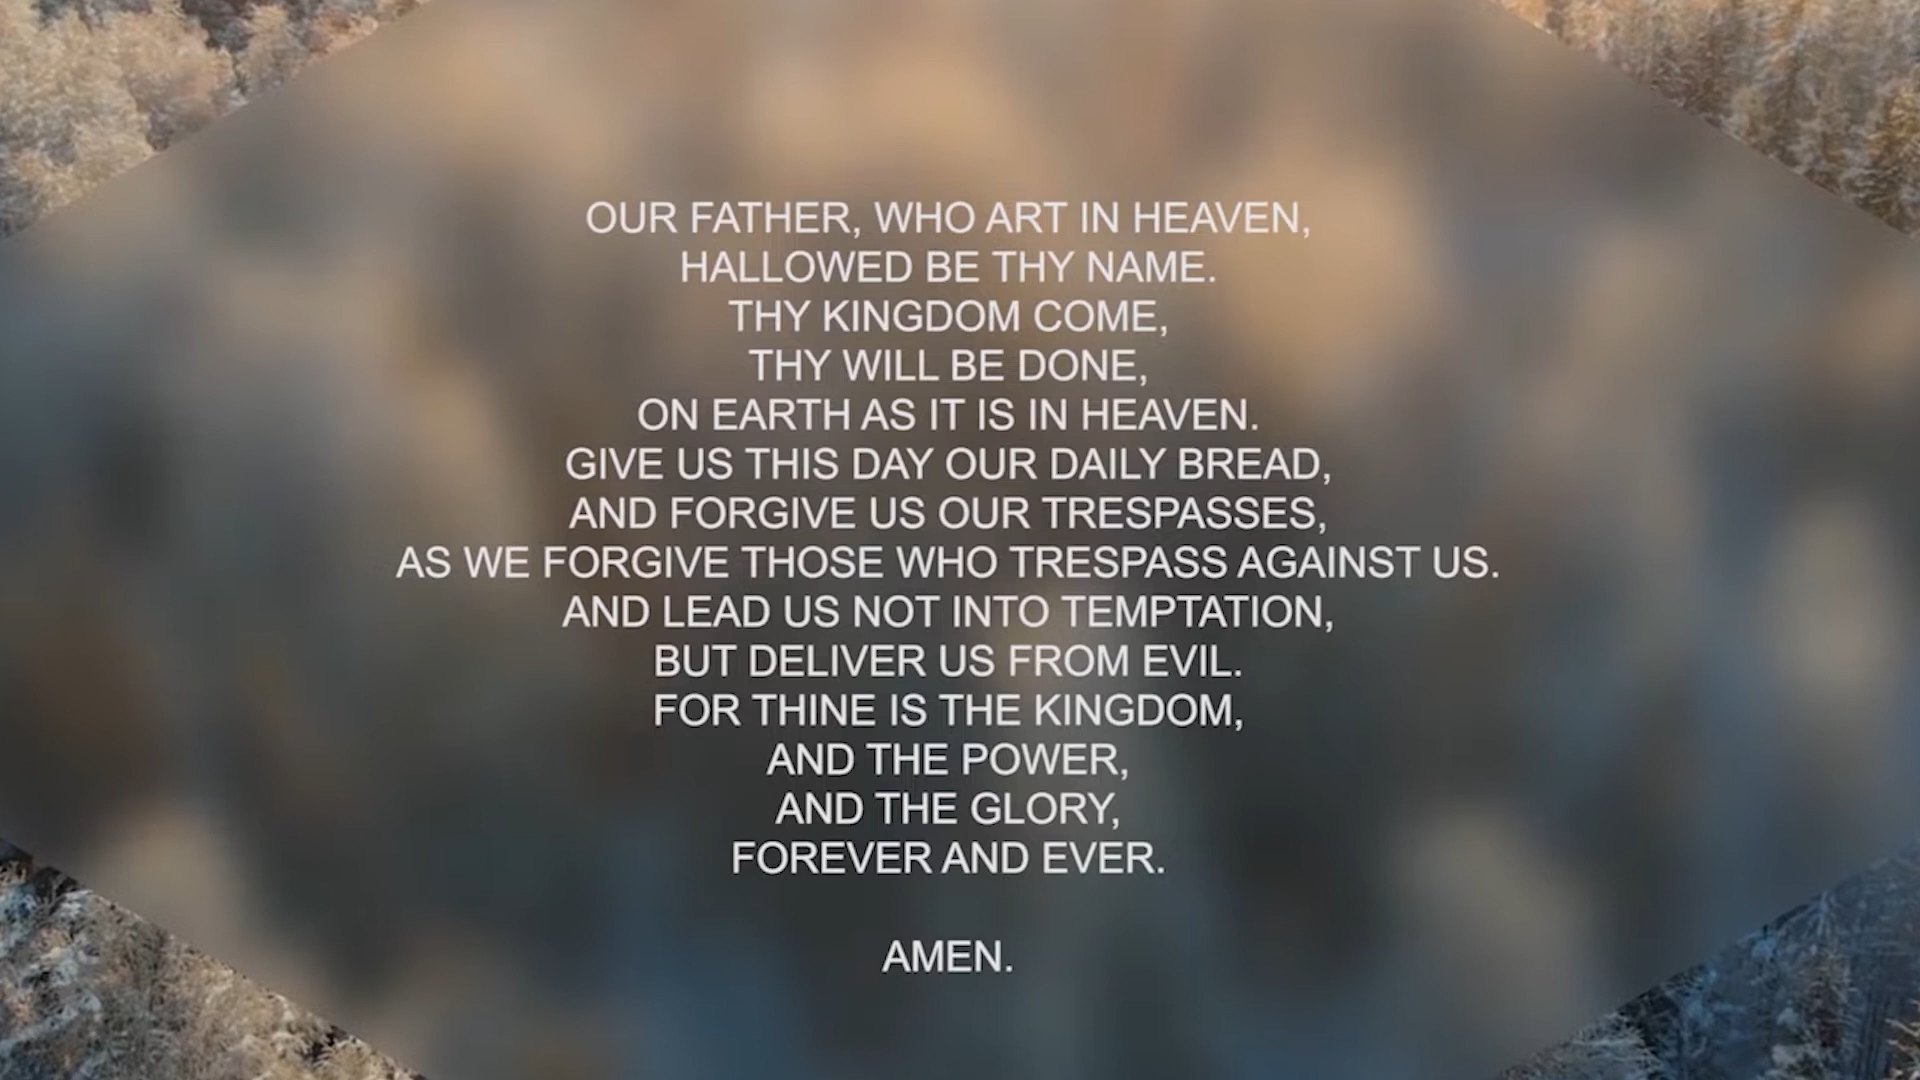 OUR FATHER, WHO ART IN HEAVEN,
HALLOWED BE THY NAME.
THY KINGDOM COME,
THY WILL BE DONE,
ON EARTH AS IT IS IN HEAVEN.
GIVE US THIS DAY OUR DAILY BREAD,
AND FORGIVE US OUR TRESPASSES,
AS WE FORGIVE THOSE WHO TRESPASS AGAINST US.
AND LEAD US NOT INTO TEMPTATION,
BUT DELIVER US FROM EVIL.
FOR THINE IS THE KINGDOM,
AND THE POWER,
AND THE GLORY,
FOREVER AND EVER.
AMEN.